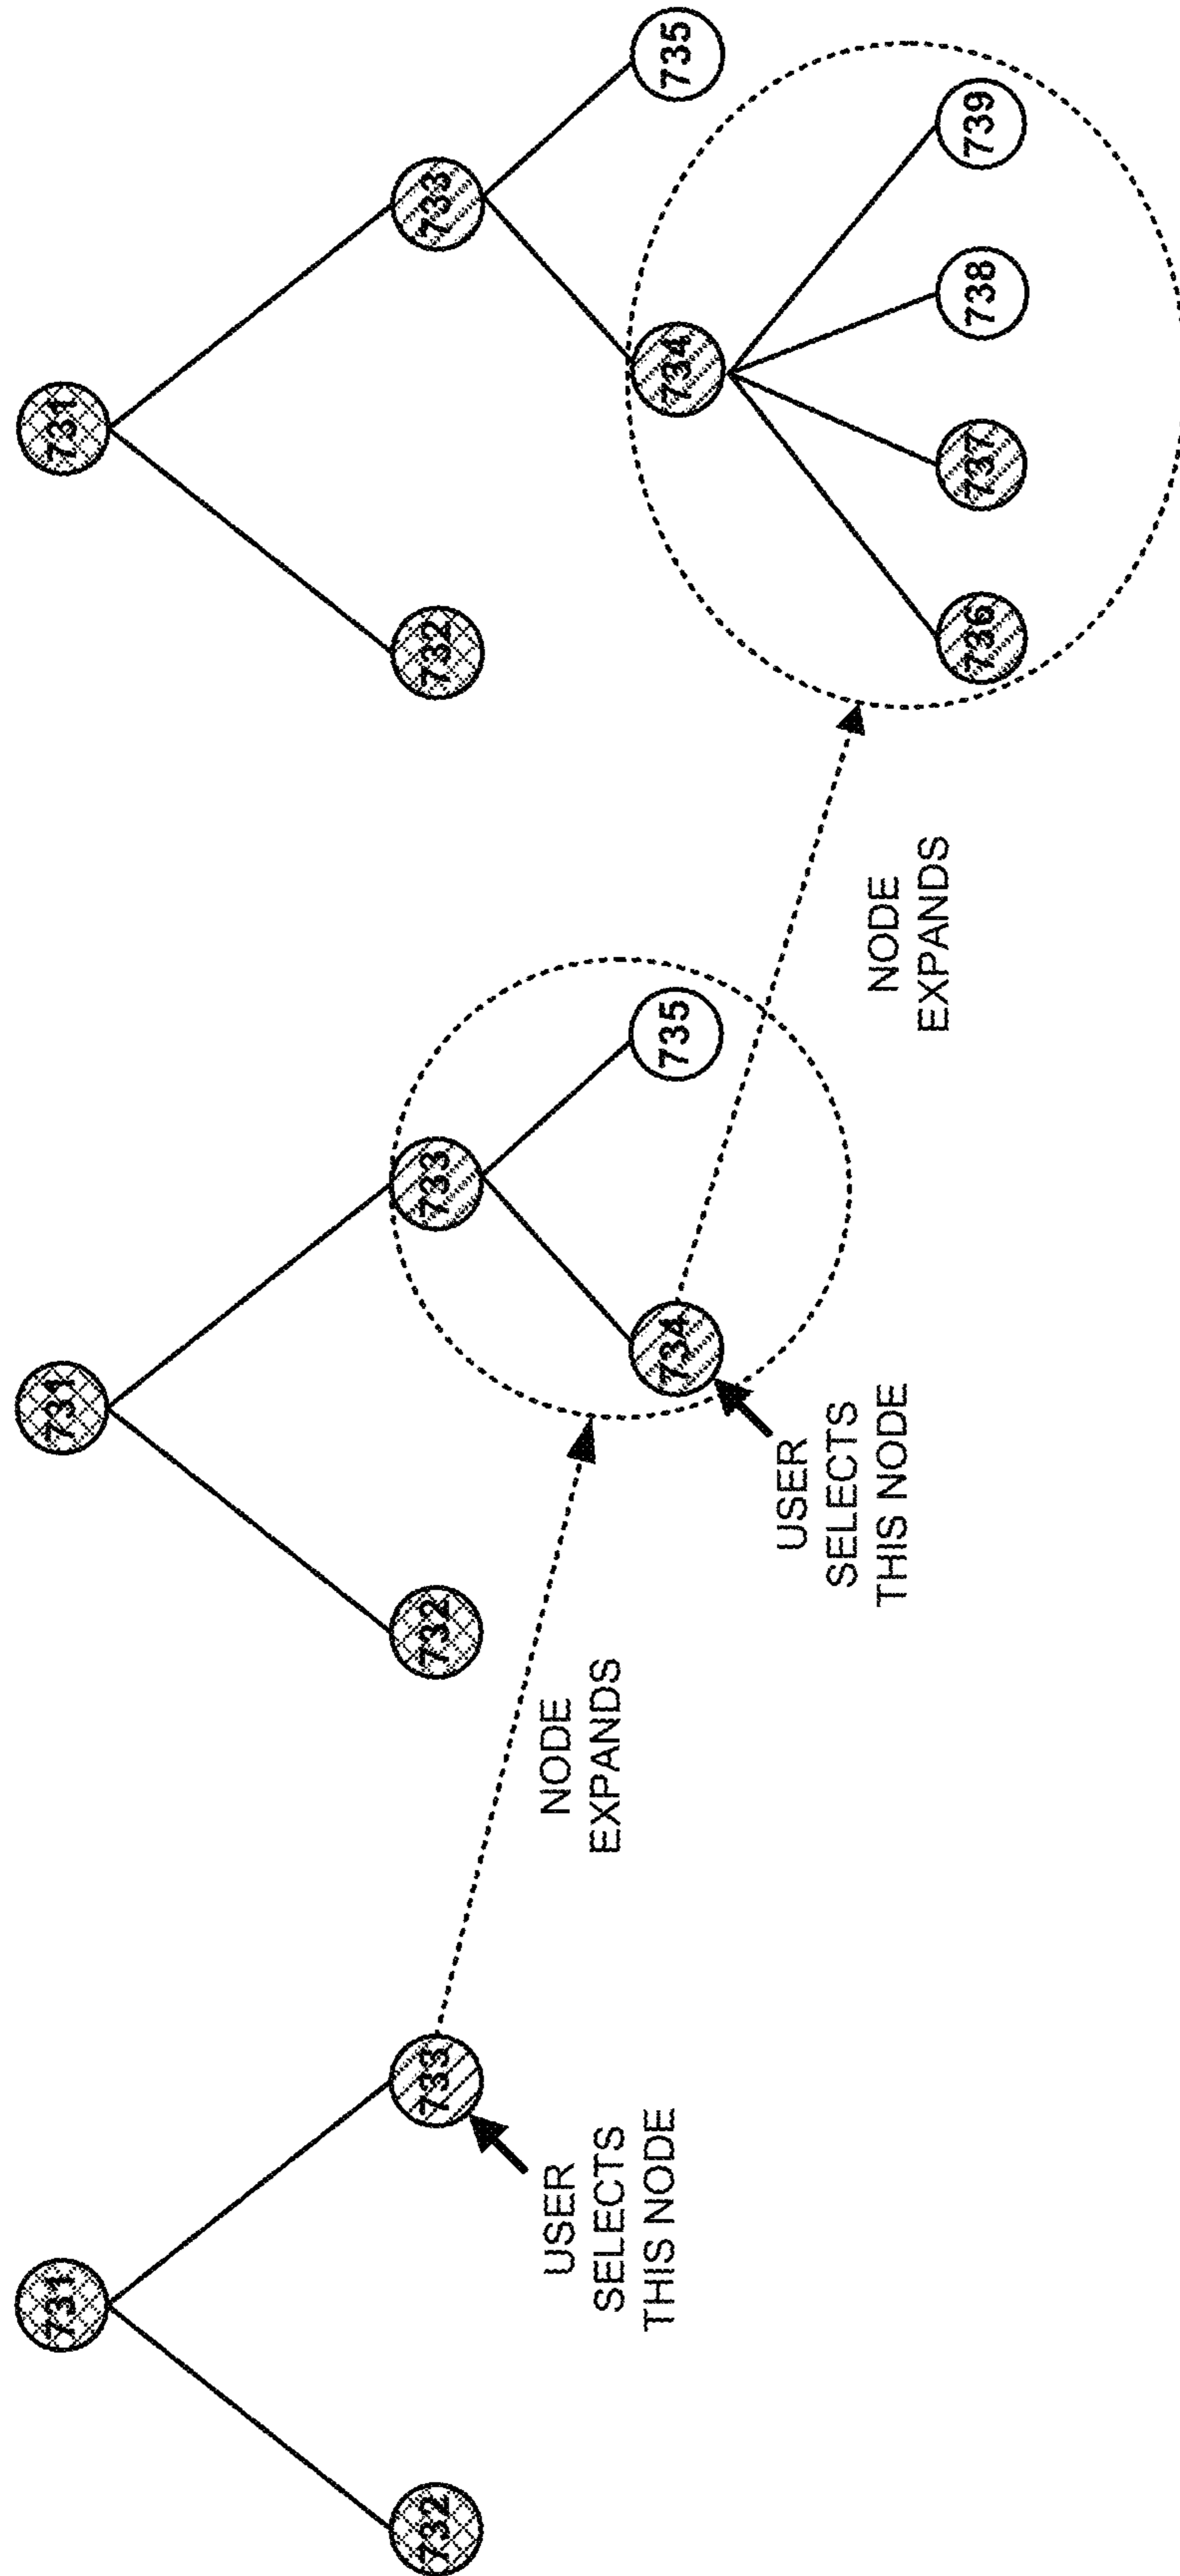 731
732
733
USER
SELECTS
THIS NODE
NODE
EXPANDS
731
732
733
734
735
USER
SELECTS
THIS NODE
NODE
EXPANDS
731
732
733
734
735
736
737
738
739